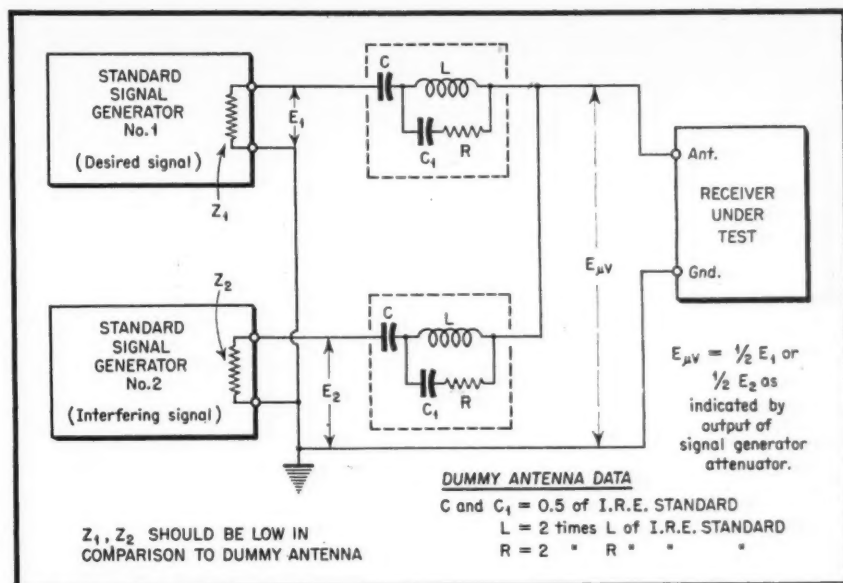 STANDARD
SIGNAL
GENERATOR
No.1
(Desired signal)
Z₁
E₁
C
L
C₁
R
Ant.
RECEIVER
UNDER
TEST
Gnd.
Eμv
STANDARD
SIGNAL
GENERATOR
No.2
(Interfering signal)
Z₂
E₂
C
L
C₁
R
Eμv = ½ E₁ or
½ E₂ as
indicated by
output of
signal generator
attenuator.
DUMMY ANTENNA DATA
C and C₁ = 0.5 of I.R.E. STANDARD
L = 2 times L of I.R.E. STANDARD
R = 2 " R " " "
Z₁, Z₂ SHOULD BE LOW IN
COMPARISON TO DUMMY ANTENNA